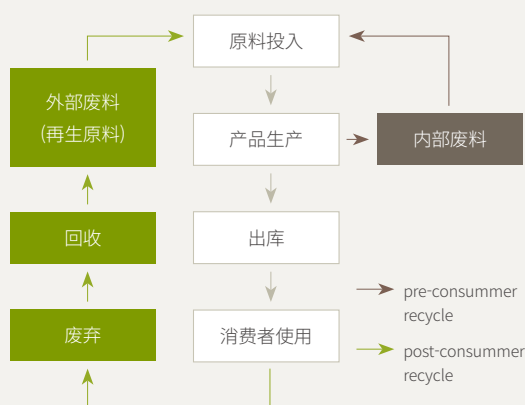 原料投入
外部废料
(再生原料)
产品生产
内部废料
回收
出库
废弃
消费者使用
pre-consummer
recycle
post-consummer
recycle